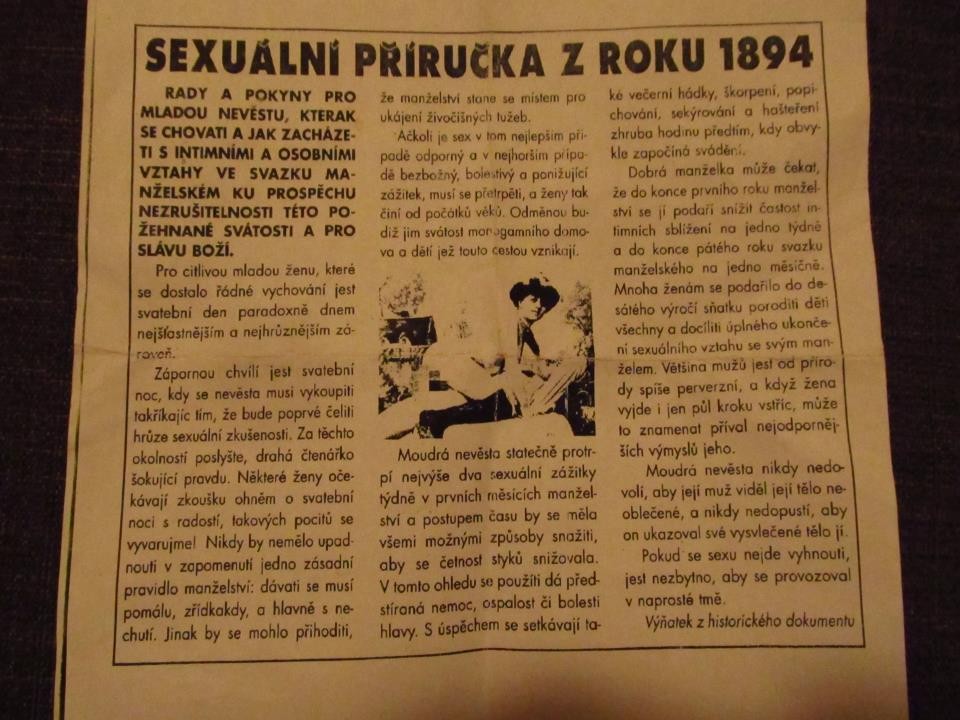 SEXUÁLNÍ PŘÍRUČKA Z ROKU 1894
RADY A POKYNY PRO
MLADOU NEVĚSTU, KTERAK
SE CHOVATI A JAK ZACHÁZE-
TI S INTIMNÍMI A OSOBNÍMI
VZTAHY VE SVAZKU MA-
NŽELSKÉM KU PROSPĚCHU
NEZRUŠITELNOSTI TÉTO PO-
ŽEHNANÉ SVÁTOSTI A PRO
SLÁVU BOŽÍ.
Pro citlivou mladou ženu, které
se dostalo řádné vychování jest
svatební den paradoxně dnem
nejšťastnějším a nejhrůznějším zá-
roveň.
Zápornou chvílí jest svatební
noc, kdy se nevěsta musí vykoupiti
takříkajíc tím, že bude poprvé čeliti
hrůze sexuální zkušenosti. Za těchto
okolností poslyšte, drahá čtenářko
šokující pravdu. Některé ženy oče-
kávají zkoušku ohněm o svatební
noci s radostí, takových pocitů se
vyvarujme! Nikdy by nemělo upad-
nouti v zapomenutí jedno zásadní
pravidlo manželství: dávati se musí
pomálu, zřídkakdy, a hlavně s ne-
chutí. Jinak by se mohlo přihoditi,
že manželství stane se místem pro
ukájení živočišných tužeb.
Ačkoli je sex v tom nejlepším pří-
padě odporný a v nejhorším přípa-
dě bezbožný, bolestivý a ponižující
zážitek, musí se přetrpěti, a ženy tak
činí od počátků věků. Odměnou bu-
diž jim svátost monogamního domo-
va a dětí jež touto cestou vznikají.
Moudrá nevěsta statečně protr-
pí nejvýše dva sexuální zážitky
týdně v prvních měsících manžel-
ství a postupem času by se měla
všemi možnými způsoby snažiti,
aby se četnost styků snižovala.
V tomto ohledu se použíti dá před-
stíraná nemoc, ospalost či bolesti
hlavy. S úspěchem se setkávají ta-
ké večerní hádky, škorpení, popi-
chování, sekýrování a hašteření
zhruba hodinu předtím, kdy obvy-
kle započíná svádění.
Dobrá manželka může čekat,
že do konce prvního roku manžel-
ství se jí podaří snížit častost in-
timních sblížení na jedno týdně
a do konce pátého roku svazku
manželského na jedno měsíčně.
Mnoha ženám se podařilo do de-
sátého výročí sňatku poroditi děti
všechny a docíliti úplného ukonče-
ní sexuálního vztahu se svým man-
želem. Většina mužů jest od příro-
dy spíše perverzní, a když žena
vyjde i jen půl kroku vstříc, může
to znamenat příval nejodporněj-
ších výmyslů jeho.
Moudrá nevěsta nikdy nedo-
volí, aby její muž viděl její tělo ne-
oblečené, a nikdy nedopustí, aby
on ukazoval své vysvlečené tělo jí.
Pokud se sexu nejde vyhnouti,
jest nezbytno, aby se provozoval
v naprosté tmě.
Výňatek z historického dokumentu